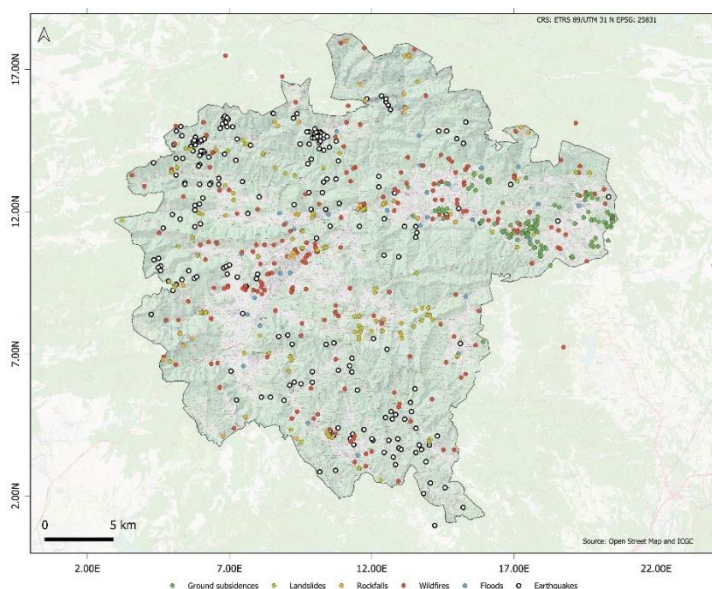 CRS: ETRS 89/UTM 31 N EPSG: 25831
17.00N
12.00N
7.00N
2.00N
0 5 km
Source: Open Street Map and ICGC
2.00E 7.00E 12.00E 17.00E 22.00E
Ground subsidences Landslides Rockfalls Wildfires Floods Earthquakes